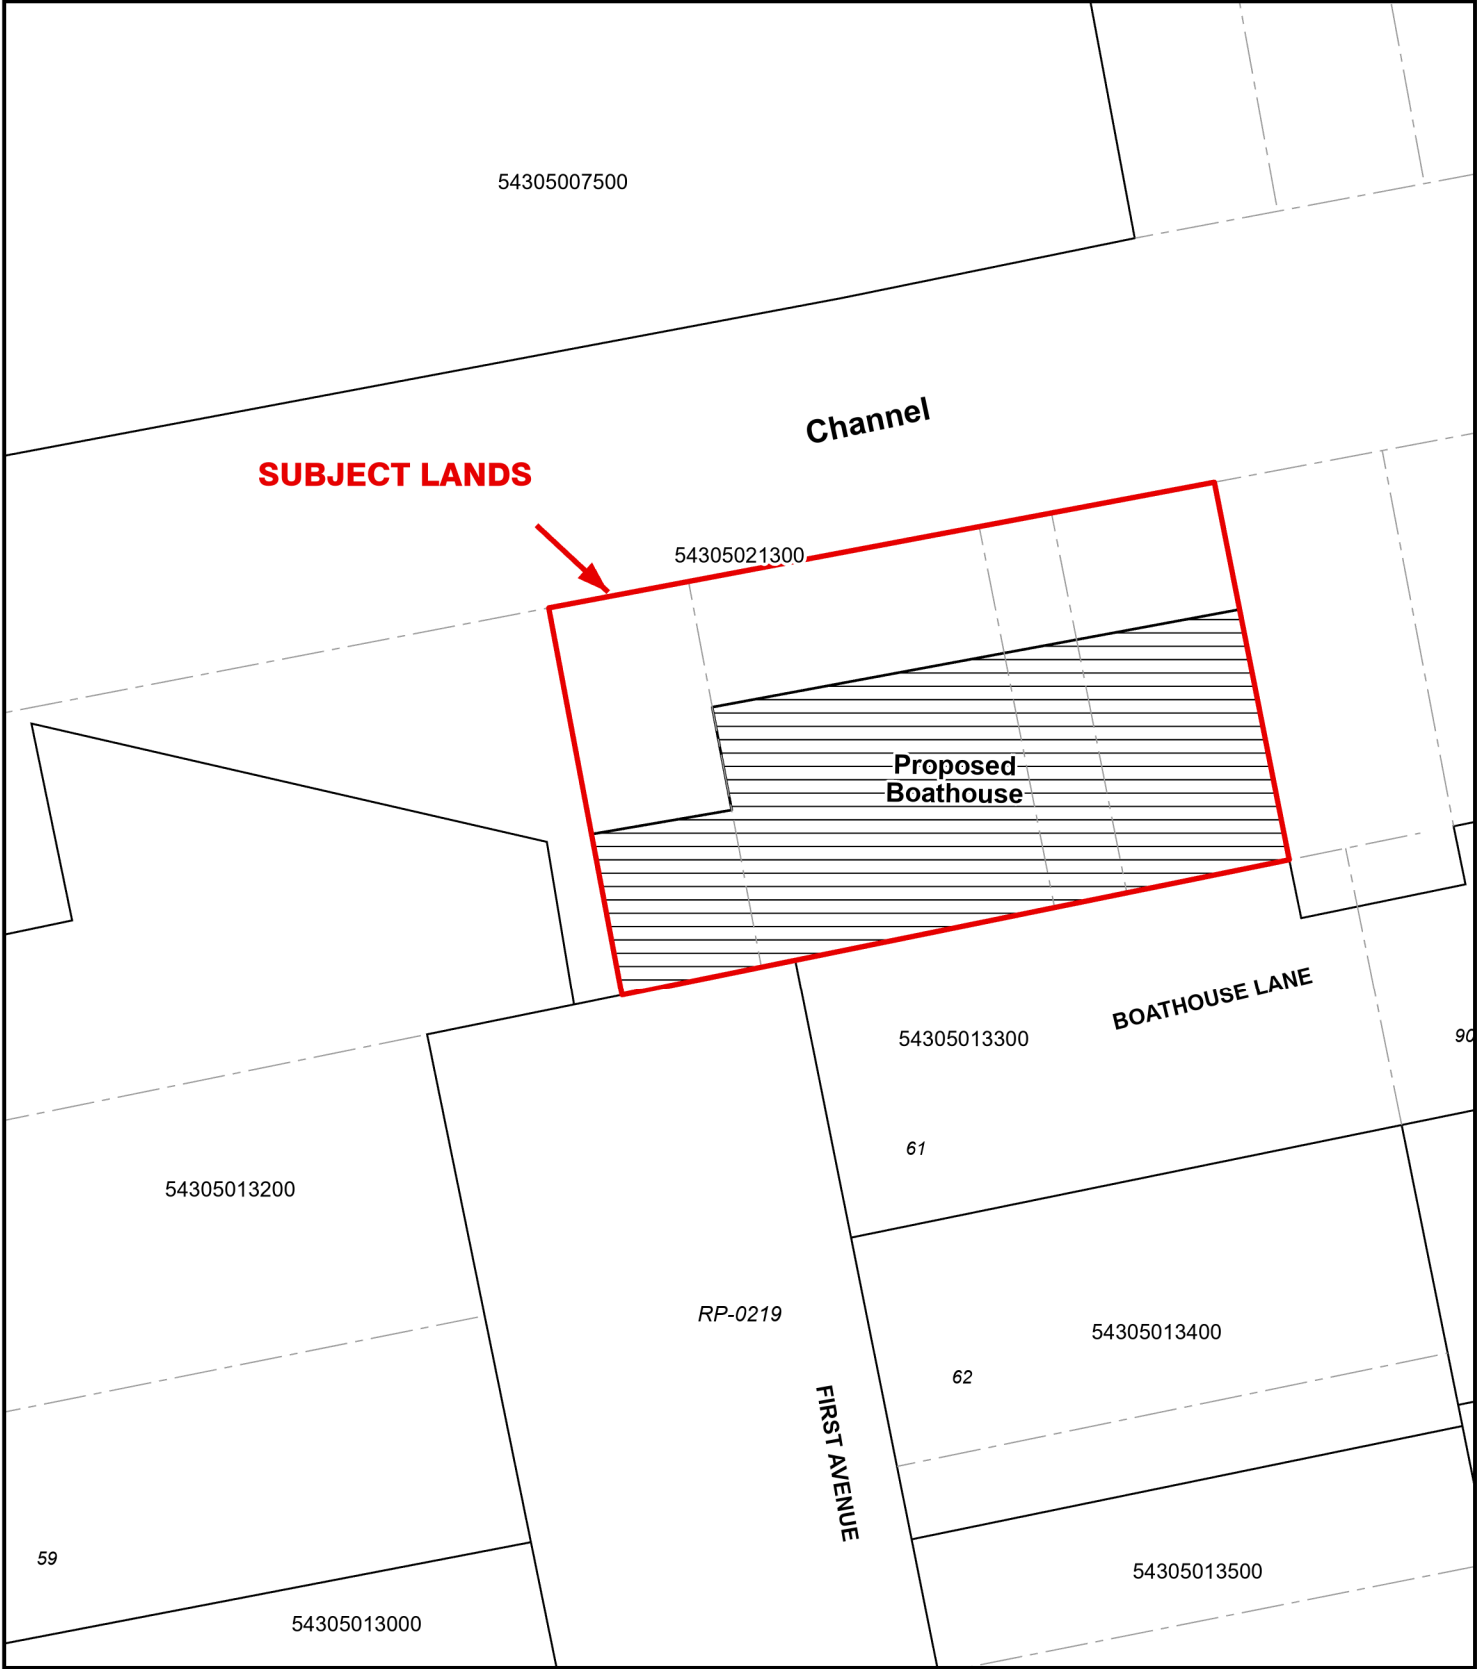 54305007500
Channel
SUBJECT LANDS
54305021300
Proposed
Boathouse
BOATHOUSE LANE
54305013300
90
61
54305013200
RP-0219
54305013400
62
FIRST AVENUE
59
54305013500
54305013000